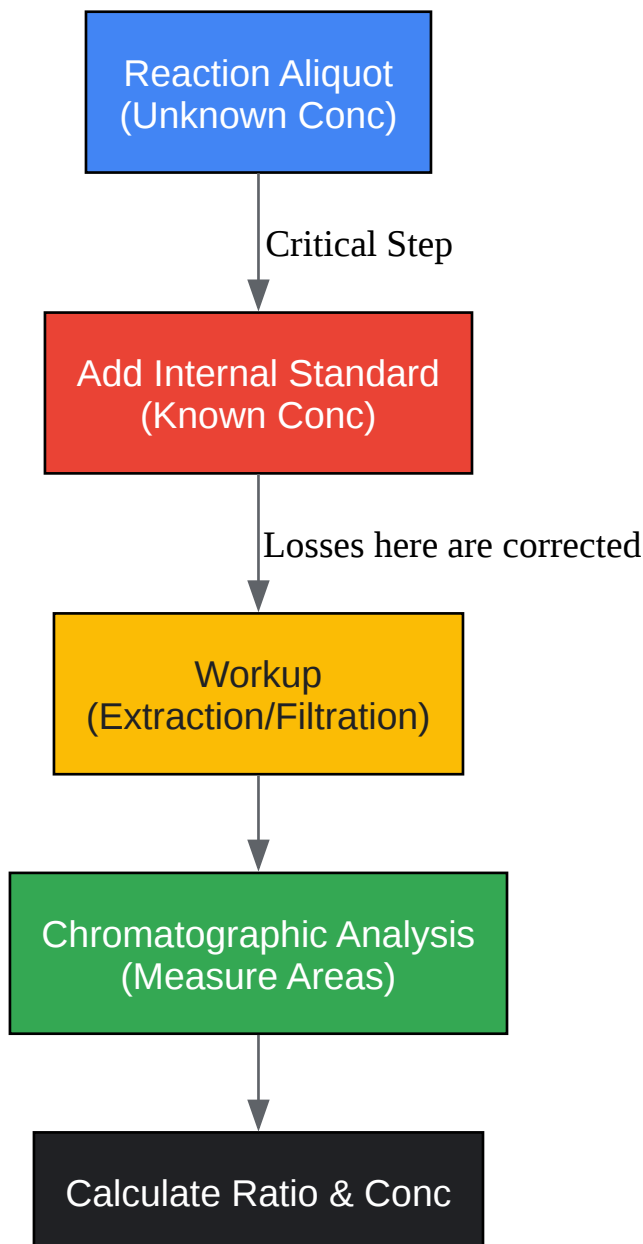 Reaction Aliquot
(Unknown Conc)
Critical Step
Add Internal Standard
(Known Conc)
Losses here are corrected
Workup
(Extraction/Filtration)
Chromatographic Analysis
(Measure Areas)
Calculate Ratio & Conc